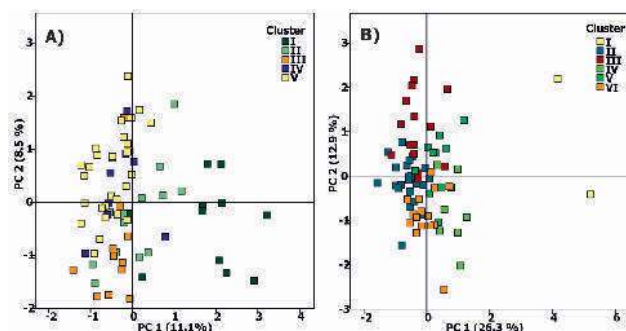 A)
Cluster
I
II
III
IV
V
PC 2 (8.5 %)
3
2
1
0
-1
-2
-2
-1
0
1
2
3
4
PC 1 (11.1%)
B)
Cluster
I
II
III
IV
V
VI
PC 2 (12.9 %)
3
2
1
0
-1
-2
-3
-2
0
2
4
6
PC 1 (26.3 %)